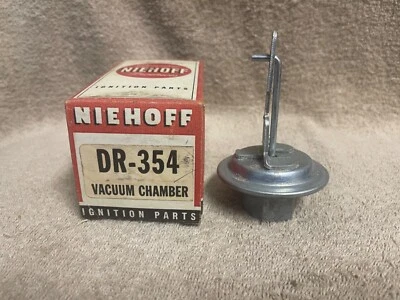 NIEHOFF
IGNITION PARTS
NIEHOFF
DR-354
VACUUM CHAMBER
IGNITION PARTS